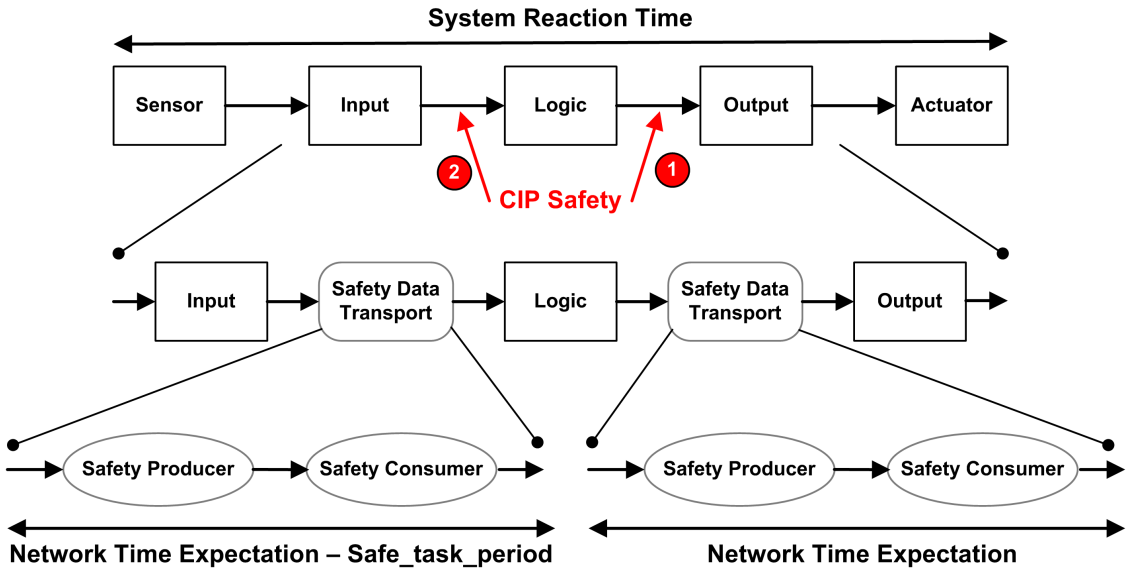 System Reaction Time
Sensor
Input
Logic
Output
Actuator
2
1
CIP Safety
Input
Safety Data
Transport
Logic
Safety Data
Transport
Output
Safety Producer
Safety Consumer
Safety Producer
Safety Consumer
Network Time Expectation – Safe_task_period
Network Time Expectation